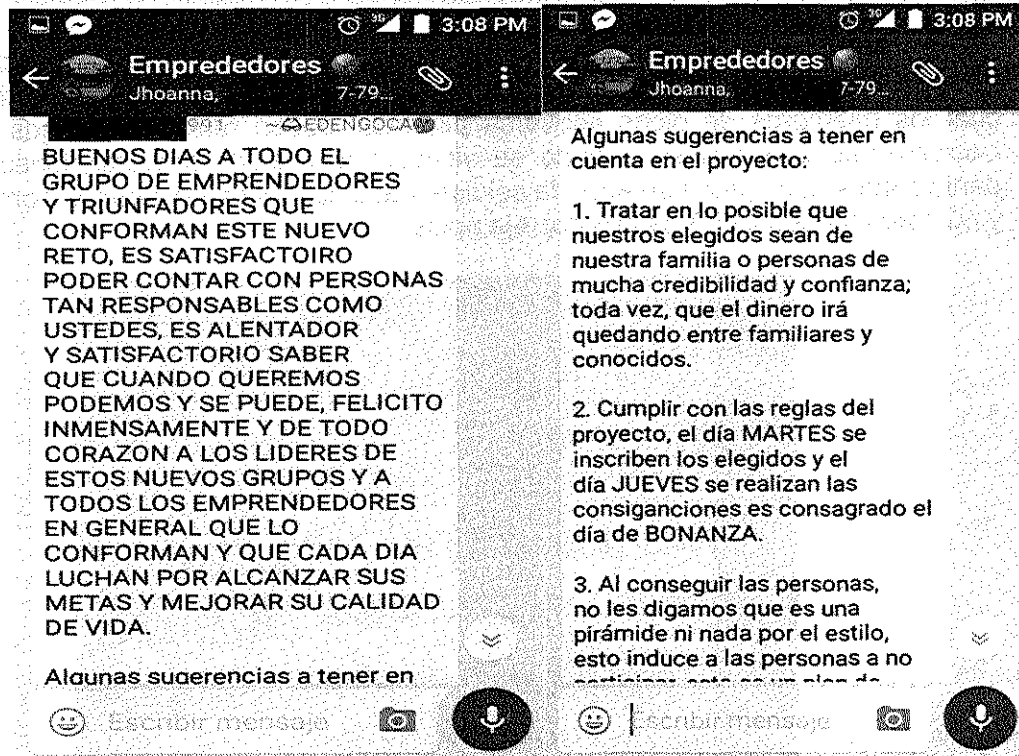 3G 3:08 PM
Emprededores
Jhoanna, 7-79...
EDENGOCA
BUENOS DIAS A TODO EL
GRUPO DE EMPRENDEDORES
Y TRIUNFADORES QUE
CONFORMAN ESTE NUEVO
RETO, ES SATISFACTOIRO
PODER CONTAR CON PERSONAS
TAN RESPONSABLES COMO
USTEDES, ES ALENTADOR
Y SATISFACTORIO SABER
QUE CUANDO QUEREMOS
PODEMOS Y SE PUEDE, FELICITO
INMENSAMENTE Y DE TODO
CORAZON A LOS LIDERES DE
ESTOS NUEVOS GRUPOS Y A
TODOS LOS EMPRENDEDORES
EN GENERAL QUE LO
CONFORMAN Y QUE CADA DIA
LUCHAN POR ALCANZAR SUS
METAS Y MEJORAR SU CALIDAD
DE VIDA.
Algunas sugerencias a tener en
Escribir mensaje
3G 3:08 PM
Emprededores
Jhoanna, 7-79...
Algunas sugerencias a tener en
cuenta en el proyecto:
1. Tratar en lo posible que
nuestros elegidos sean de
nuestra familia o personas de
mucha credibilidad y confianza;
toda vez, que el dinero irá
quedando entre familiares y
conocidos.
2. Cumplir con las reglas del
proyecto, el día MARTES se
inscriben los elegidos y el
día JUEVES se realizan las
consiganciones es consagrado el
día de BONANZA.
3. Al conseguir las personas,
no les digamos que es una
pirámide ni nada por el estilo,
esto induce a las personas a no
participar, este es un plan de
Escribir mensaje